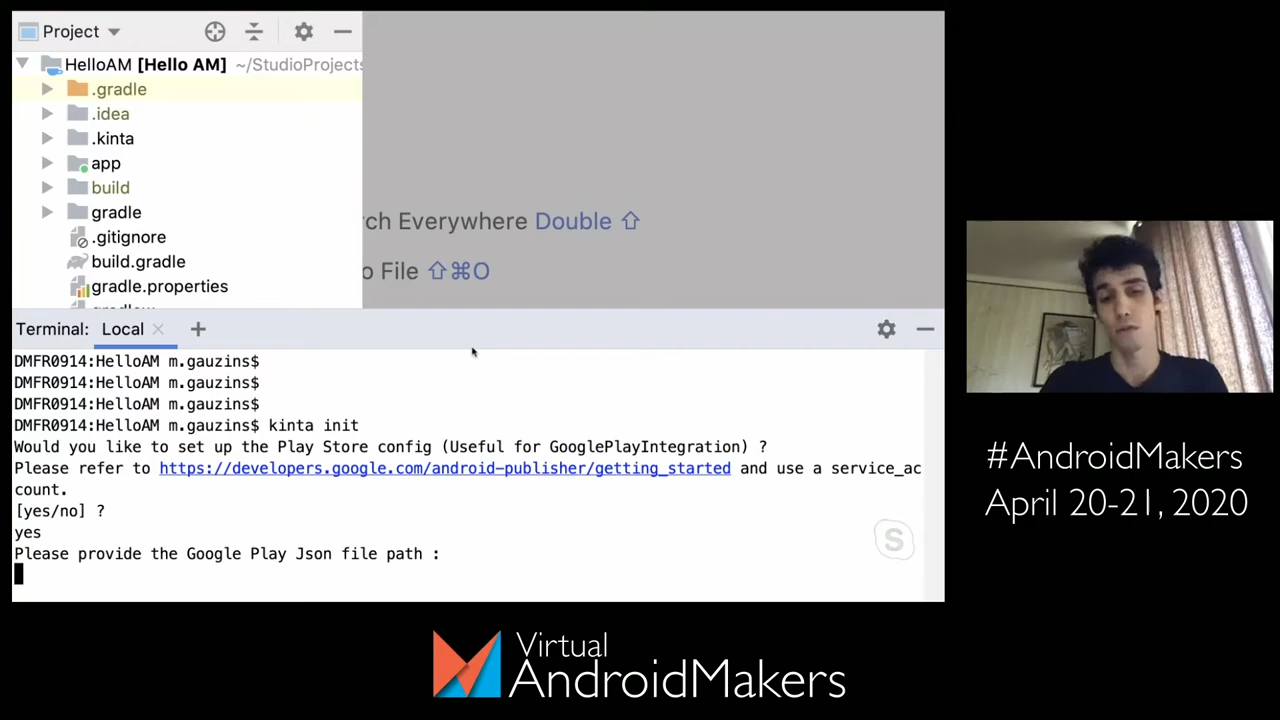 Project
HelloAM [Hello AM] ~/StudioProjects
.gradle
.idea
.kinta
app
build
gradle
.gitignore
build.gradle
gradle.properties
rch Everywhere Double ⇧
o File ⇧⌘O
Terminal: Local × +
DMFR0914:HelloAM m.gauzins$
DMFR0914:HelloAM m.gauzins$
DMFR0914:HelloAM m.gauzins$
DMFR0914:HelloAM m.gauzins$ kinta init
Would you like to set up the Play Store config (Useful for GooglePlayIntegration) ?
Please refer to https://developers.google.com/android-publisher/getting_started and use a service_ac
count.
[yes/no] ?
yes
Please provide the Google Play Json file path :
S
#AndroidMakers
April 20-21, 2020
Virtual
AndroidMakers